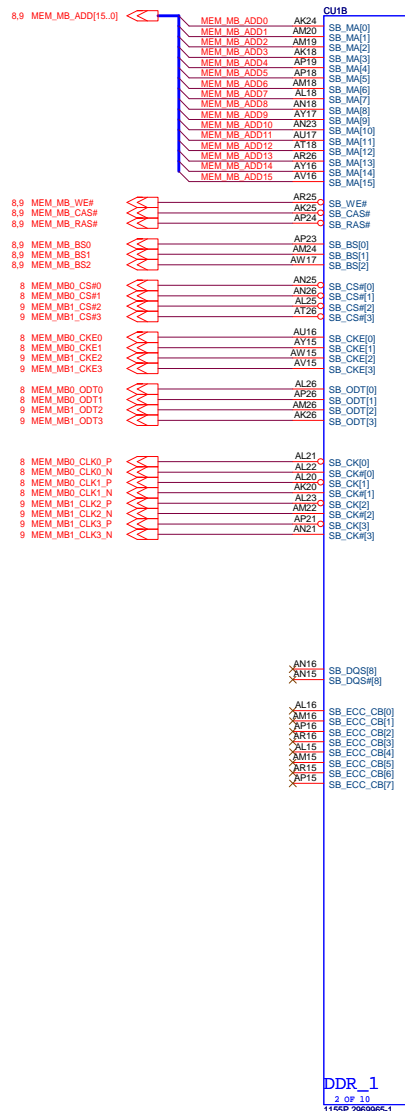 CU1B
8,9 MEM_MB_ADD[15..0]
MEM_MB_ADD0 AK24 SB_MA[0]
MEM_MB_ADD1 AM20 SB_MA[1]
MEM_MB_ADD2 AM19 SB_MA[2]
MEM_MB_ADD3 AK18 SB_MA[3]
MEM_MB_ADD4 AP19 SB_MA[4]
MEM_MB_ADD5 AP18 SB_MA[5]
MEM_MB_ADD6 AM18 SB_MA[6]
MEM_MB_ADD7 AL18 SB_MA[7]
MEM_MB_ADD8 AN18 SB_MA[8]
MEM_MB_ADD9 AY17 SB_MA[9]
MEM_MB_ADD10 AN23 SB_MA[10]
MEM_MB_ADD11 AU17 SB_MA[11]
MEM_MB_ADD12 AT18 SB_MA[12]
MEM_MB_ADD13 AR26 SB_MA[13]
MEM_MB_ADD14 AY16 SB_MA[14]
MEM_MB_ADD15 AV16 SB_MA[15]
8,9 MEM_MB_WE# AR25 SB_WE#
8,9 MEM_MB_CAS# AK25 SB_CAS#
8,9 MEM_MB_RAS# AP24 SB_RAS#
8,9 MEM_MB_BS0 AP23 SB_BS[0]
8,9 MEM_MB_BS1 AM24 SB_BS[1]
8,9 MEM_MB_BS2 AW17 SB_BS[2]
8 MEM_MB0_CS#0 AN25 SB_CS#[0]
8 MEM_MB0_CS#1 AN26 SB_CS#[1]
9 MEM_MB1_CS#2 AL25 SB_CS#[2]
9 MEM_MB1_CS#3 AT26 SB_CS#[3]
8 MEM_MB0_CKE0 AU16 SB_CKE[0]
8 MEM_MB0_CKE1 AY15 SB_CKE[1]
9 MEM_MB1_CKE2 AW15 SB_CKE[2]
9 MEM_MB1_CKE3 AV15 SB_CKE[3]
8 MEM_MB0_ODT0 AL26 SB_ODT[0]
8 MEM_MB0_ODT1 AP26 SB_ODT[1]
9 MEM_MB1_ODT2 AM26 SB_ODT[2]
9 MEM_MB1_ODT3 AK26 SB_ODT[3]
8 MEM_MB0_CLK0_P AL21 SB_CK[0]
8 MEM_MB0_CLK0_N AL22 SB_CK#[0]
8 MEM_MB0_CLK1_P AL20 SB_CK[1]
8 MEM_MB0_CLK1_N AK20 SB_CK#[1]
9 MEM_MB1_CLK2_P AL23 SB_CK[2]
9 MEM_MB1_CLK2_N AM22 SB_CK#[2]
9 MEM_MB1_CLK3_P AP21 SB_CK[3]
9 MEM_MB1_CLK3_N AN21 SB_CK#[3]
AN16 SB_DQS[8]
AN15 SB_DQS#[8]
AL16 SB_ECC_CB[0]
AM16 SB_ECC_CB[1]
AP16 SB_ECC_CB[2]
AR16 SB_ECC_CB[3]
AL15 SB_ECC_CB[4]
AM15 SB_ECC_CB[5]
AR15 SB_ECC_CB[6]
AP15 SB_ECC_CB[7]
DDR_1
2 OF 10
1155P 2969965-1